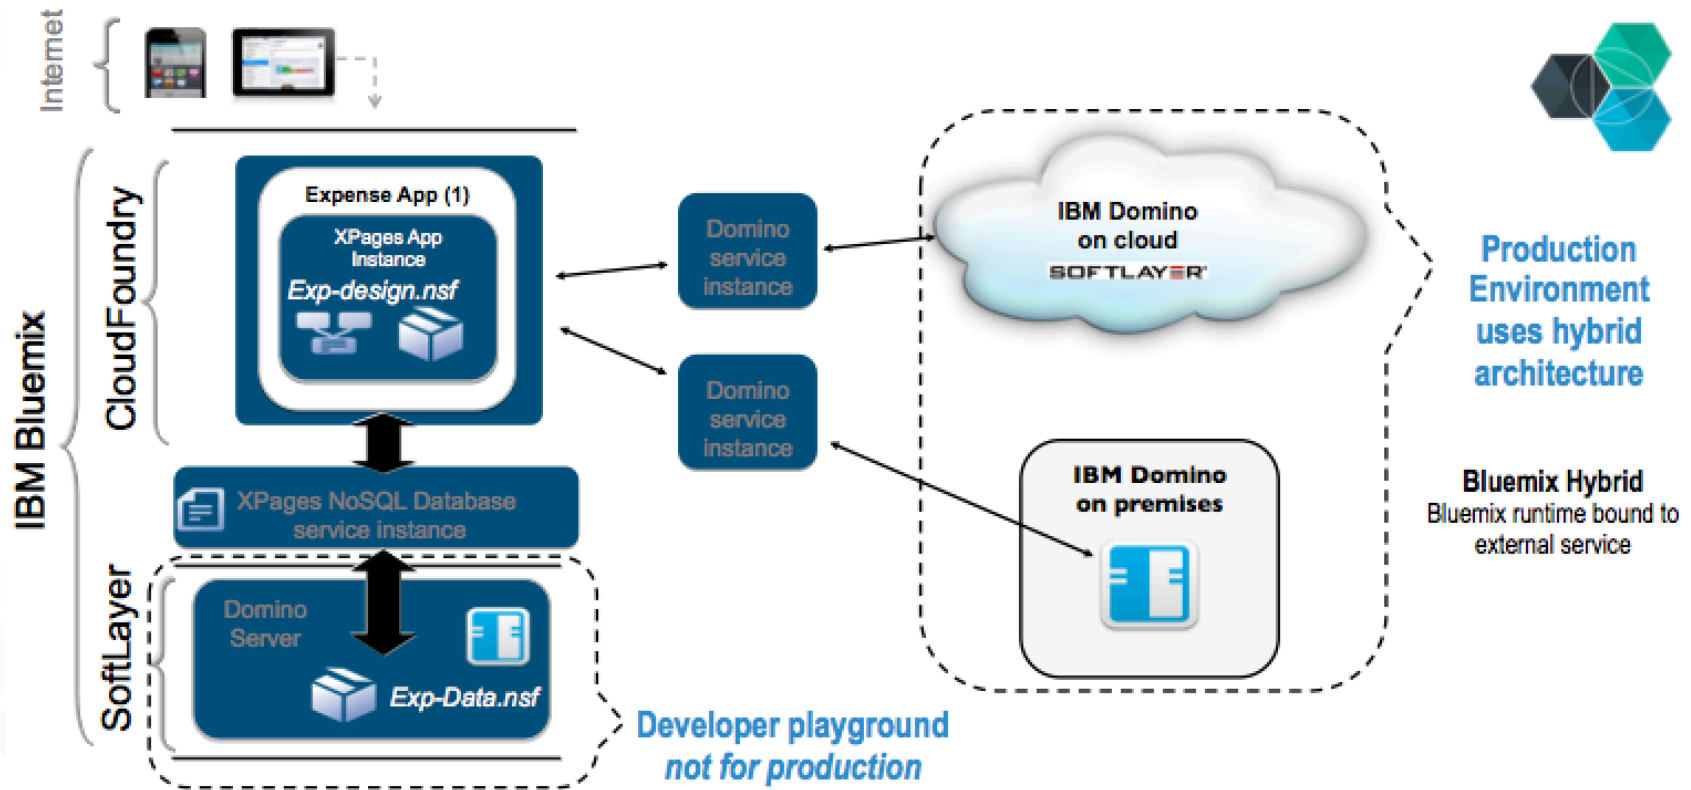 Internet
IBM Bluemix
CloudFoundry
SoftLayer
Expense App (1)
XPages App
Instance
Exp-design.nsf
XPages NoSQL Database
service instance
Domino
Server
Exp-Data.nsf
Developer playground
not for production
Domino
service
instance
Domino
service
instance
IBM Domino
on cloud
SOFTLAYER
IBM Domino
on premises
Production
Environment
uses hybrid
architecture
Bluemix Hybrid
Bluemix runtime bound to
external service